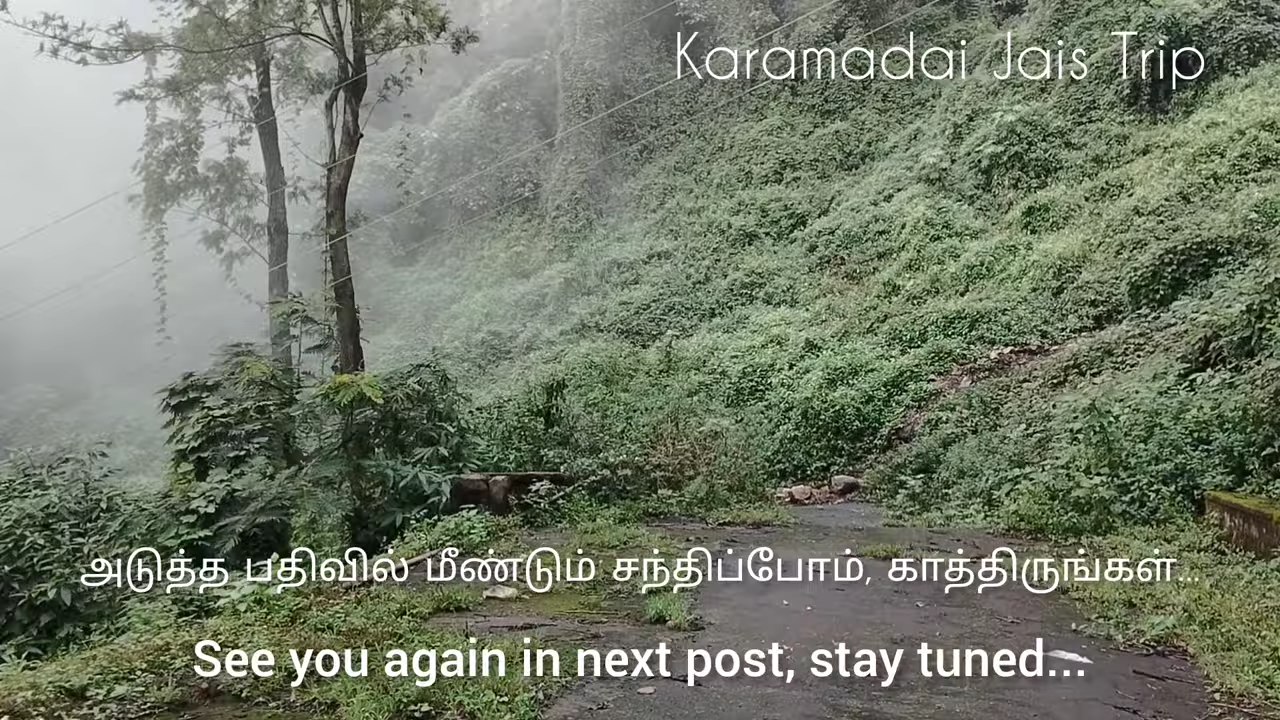 Karamadai Jais Trip
அடுத்த பதிவில் மீண்டும் சந்திப்போம், காத்திருங்கள்...
See you again in next post, stay tuned...